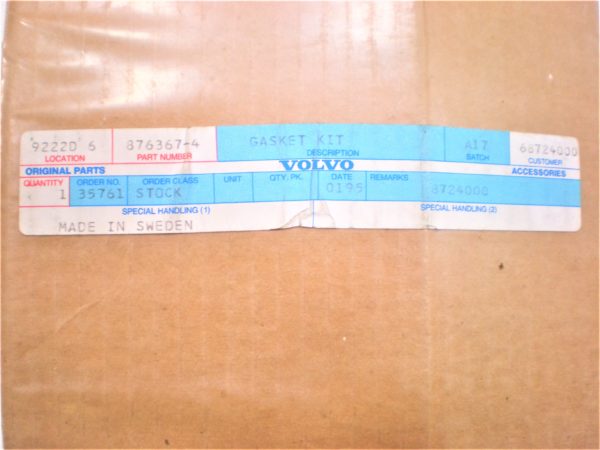 9222D 6 876367-4 GASKET KIT A17 68724000
LOCATION PART NUMBER DESCRIPTION BATCH CUSTOMER
ORIGINAL PARTS VOLVO ACCESSORIES
QUANTITY ORDER NO. ORDER CLASS UNIT QTY. PK. DATE REMARKS
1 35761 STOCK 0195 8724000
SPECIAL HANDLING (1) SPECIAL HANDLING (2)
MADE IN SWEDEN